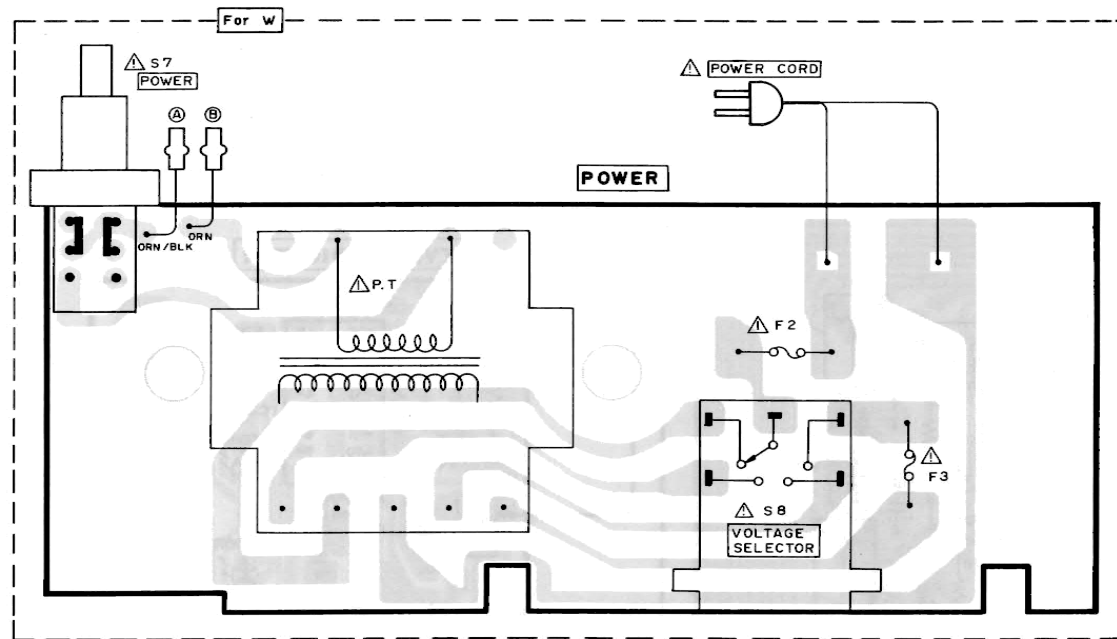 For W
⚠ S7
POWER
⚠ POWER CORD
Ⓐ Ⓑ
POWER
ORN/BLK
ORN
⚠ P.T
⚠ F2
⚠
F3
⚠ S8
VOLTAGE
SELECTOR